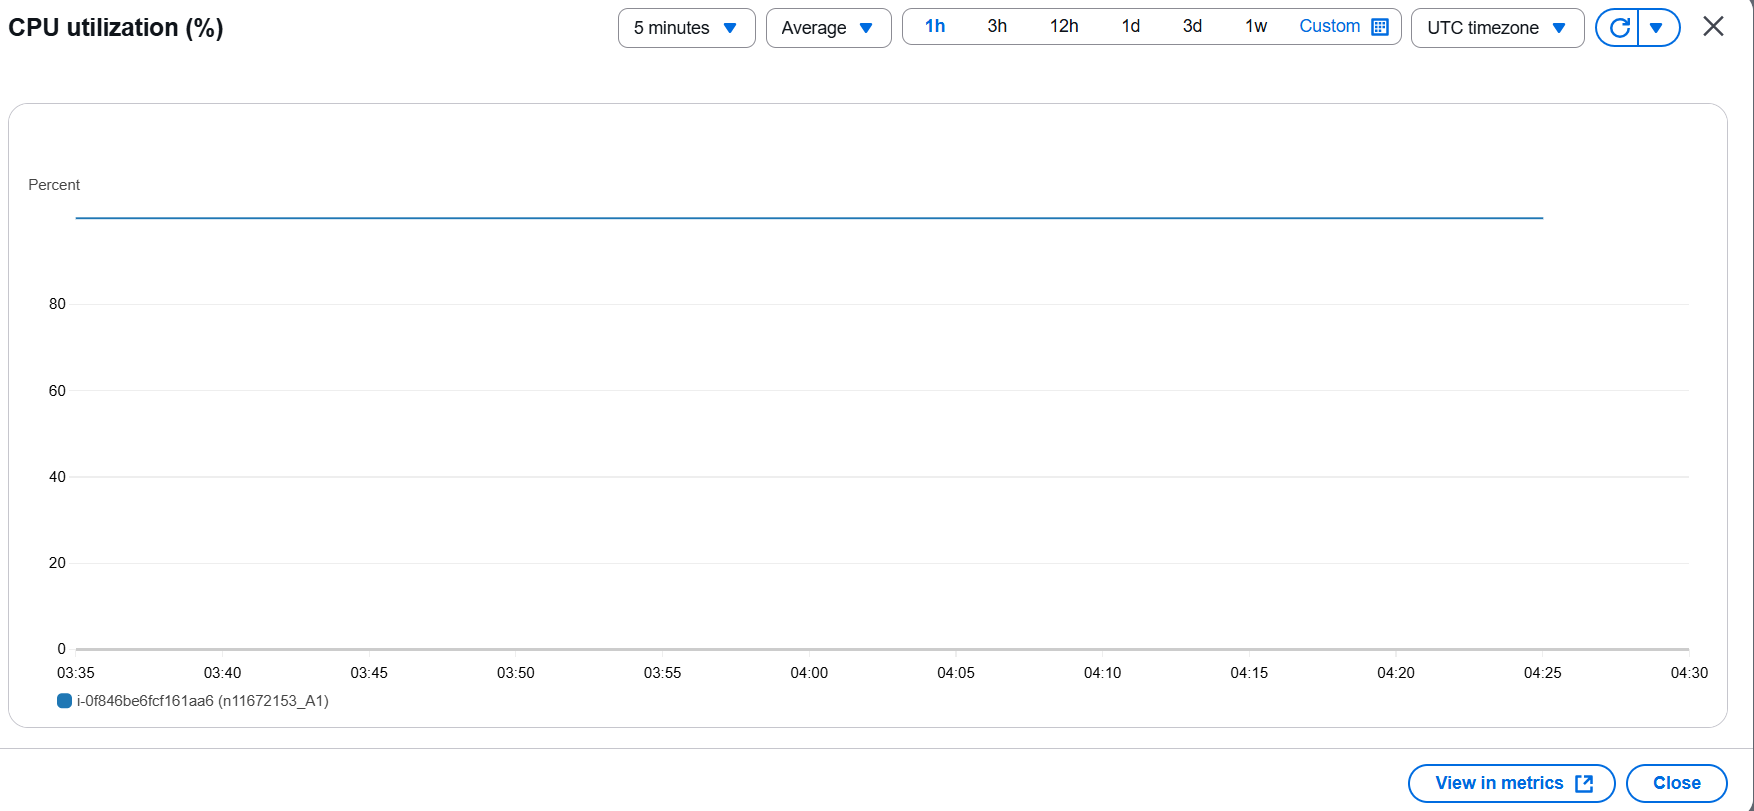 CPU utilization (%)
5 minutes Average 1h 3h 12h 1d 3d 1w Custom UTC timezone
Percent
80
60
40
20
0
03:35 03:40 03:45 03:50 03:55 04:00 04:05 04:10 04:15 04:20 04:25 04:30
i-0f846be6fcf161aa6 (n11672153_A1)
View in metrics Close